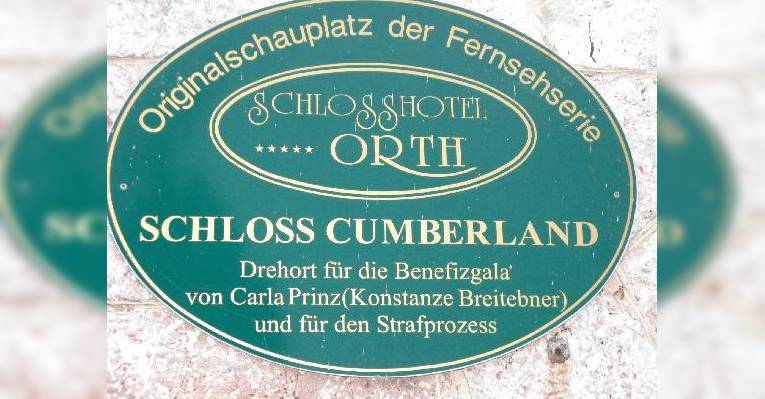 Originalschauplatz der Fernsehserie
SCHLOSSHOTEL
***** ORTH
SCHLOSS CUMBERLAND
Drehort für die Benefizgala'
von Carla Prinz(Konstanze Breitebner)
und für den Strafprozess